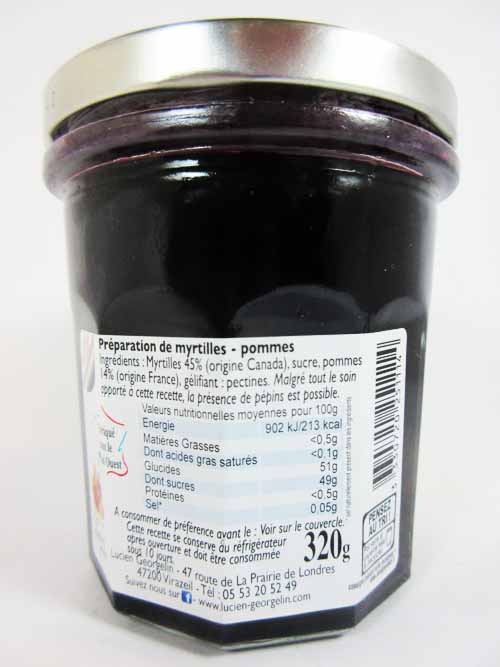 Préparation de myrtilles - pommes
Ingredients : Myrtilles 45% (origine Canada), sucre, pommes
14% (origine France), gélifiant : pectines. Malgré tout le soin
opporté à cette recette, la présence de pépins est possible.
Valeurs nutritionnelles moyennes pour 100g
Energie 902 kJ/213 kcal
Matières Grasses <0.5g
Dont acides gras saturés <0.1g
Glucides 51g
Dont sucres 49g
Protéines <0.5g
Sel* 0.05g
A consommer de préférence avant le : Voir sur le couvercle.
Cette recette se conserve au réfrigérateur
apres ouverture et doit être consommée
sous 10 jours.
320g
Lucien Georgelin - 47 route de La Prairie de Londres
47200 Virazeil - Tél : 05 53 20 52 49
Suivez nous sur f - www.lucien-georgelin.com
Ouest
PENSEZ
AU TRI